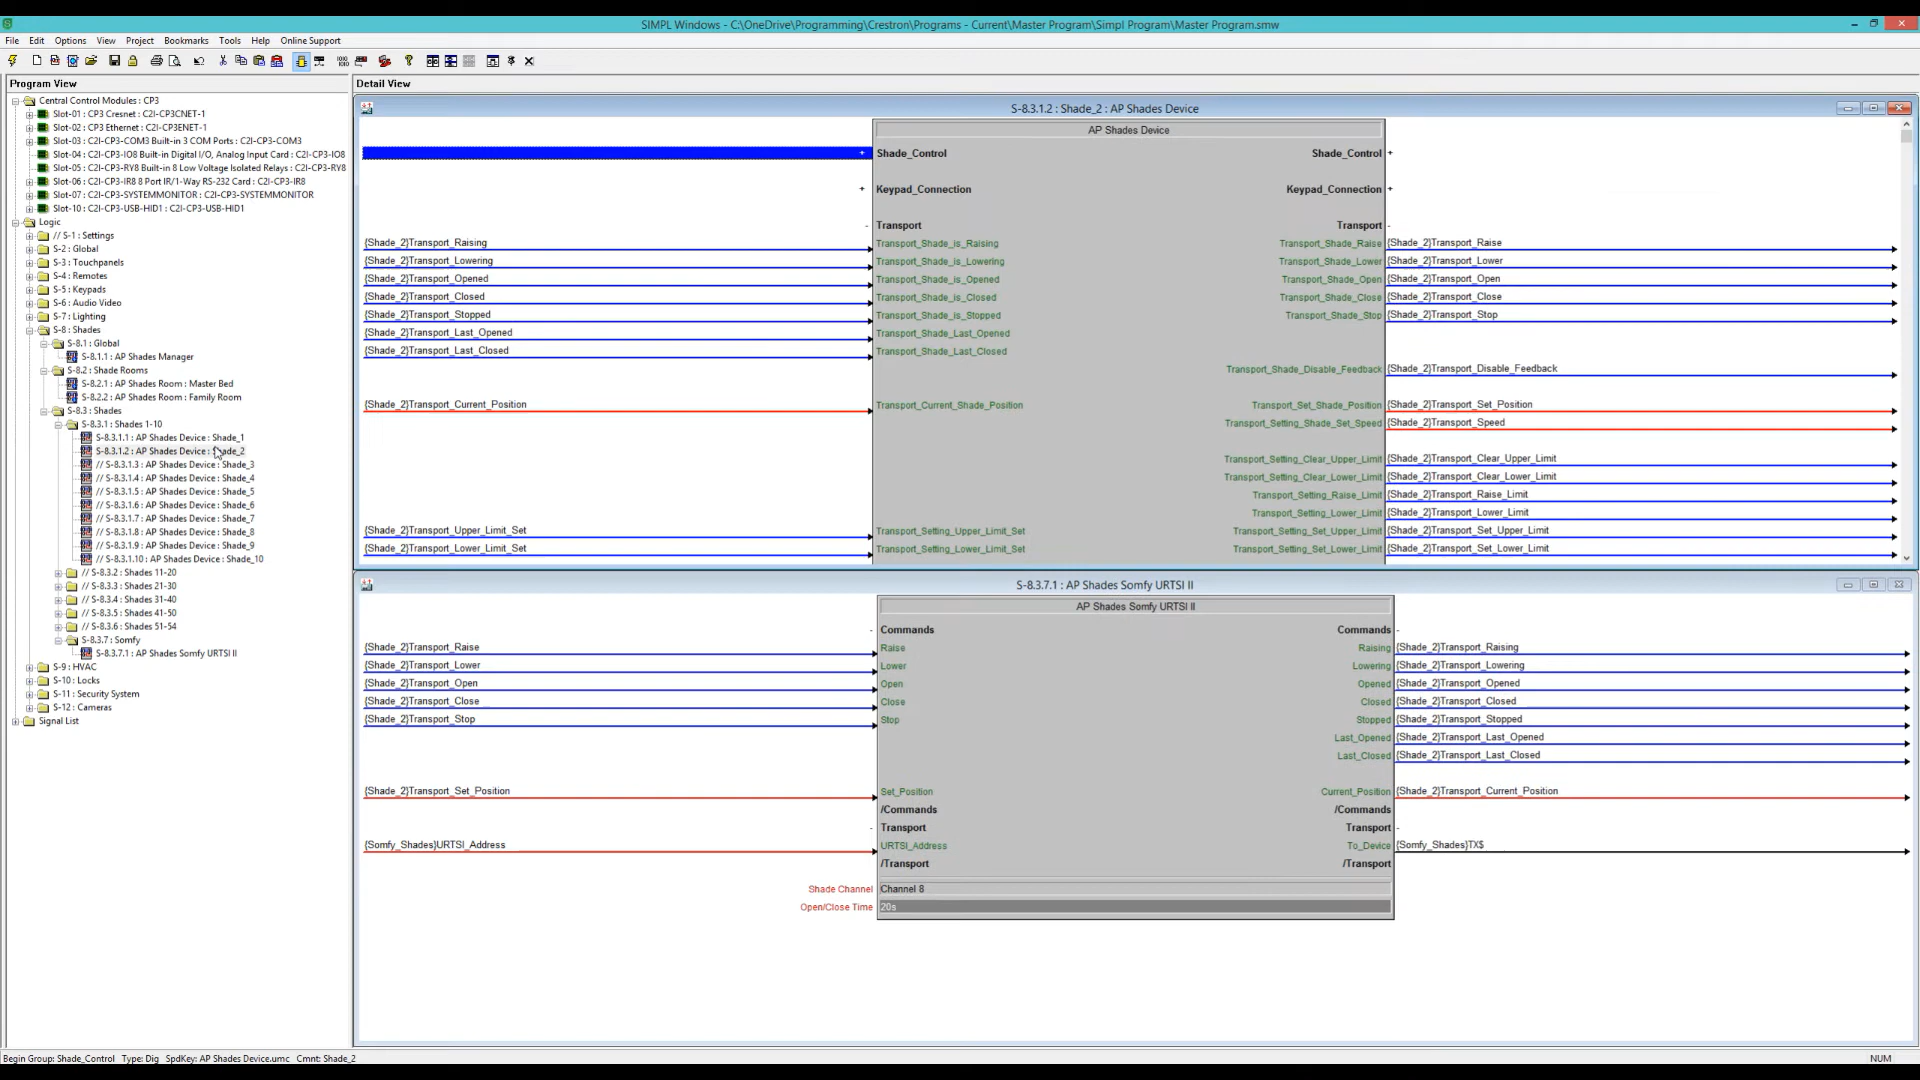 SIMPL Windows - C:\OneDrive\Programming\Crestron\Programs - Current\Master Program\Simpl Program\Master Program.smw
File Edit Options View Project Bookmarks Tools Help Online Support
Program View
Central Control Modules : CP3
Slot-01 : CP3 Cresnet : C2I-CP3CNET-1
Slot-02 : CP3 Ethernet : C2I-CP3ENET-1
Slot-03 : C2I-CP3-COM3 Built-in 3 COM Ports : C2I-CP3-COM3
Slot-04 : C2I-CP3-IO8 Built-in Digital I/O, Analog Input Card : C2I-CP3-IO8
Slot-05 : C2I-CP3-RY8 Built-in 8 Low Voltage Isolated Relays : C2I-CP3-RY8
Slot-06 : C2I-CP3-IR8 8 Port IR/1-Way RS-232 Card : C2I-CP3-IR8
Slot-07 : C2I-CP3-SYSTEMMONITOR : C2I-CP3-SYSTEMMONITOR
Slot-10 : C2I-CP3-USB-HID1 : C2I-CP3-USB-HID1
Logic
// S-1 : Settings
S-2 : Global
S-3 : Touchpanels
S-4 : Remotes
S-5 : Keypads
S-6 : Audio Video
S-7 : Lighting
S-8 : Shades
S-8.1 : Global
S-8.1.1 : AP Shades Manager
S-8.2 : Shade Rooms
S-8.2.1 : AP Shades Room : Master Bed
S-8.2.2 : AP Shades Room : Family Room
S-8.3 : Shades
S-8.3.1 : Shades 1-10
S-8.3.1.1 : AP Shades Device : Shade_1
S-8.3.1.2 : AP Shades Device : Shade_2
// S-8.3.1.3 : AP Shades Device : Shade_3
// S-8.3.1.4 : AP Shades Device : Shade_4
// S-8.3.1.5 : AP Shades Device : Shade_5
// S-8.3.1.6 : AP Shades Device : Shade_6
// S-8.3.1.7 : AP Shades Device : Shade_7
// S-8.3.1.8 : AP Shades Device : Shade_8
// S-8.3.1.9 : AP Shades Device : Shade_9
// S-8.3.1.10 : AP Shades Device : Shade_10
// S-8.3.2 : Shades 11-20
// S-8.3.3 : Shades 21-30
// S-8.3.4 : Shades 31-40
// S-8.3.5 : Shades 41-50
// S-8.3.6 : Shades 51-54
S-8.3.7 : Somfy
S-8.3.7.1 : AP Shades Somfy URTSI II
S-9 : HVAC
S-10 : Locks
S-11 : Security System
S-12 : Cameras
Signal List
Detail View
S-8.3.1.2 : Shade_2 : AP Shades Device
AP Shades Device
+ Shade_Control Shade_Control +
+ Keypad_Connection Keypad_Connection +
- Transport Transport -
{Shade_2}Transport_Raising Transport_Shade_is_Raising Transport_Shade_Raise {Shade_2}Transport_Raise
{Shade_2}Transport_Lowering Transport_Shade_is_Lowering Transport_Shade_Lower {Shade_2}Transport_Lower
{Shade_2}Transport_Opened Transport_Shade_is_Opened Transport_Shade_Open {Shade_2}Transport_Open
{Shade_2}Transport_Closed Transport_Shade_is_Closed Transport_Shade_Close {Shade_2}Transport_Close
{Shade_2}Transport_Stopped Transport_Shade_is_Stopped Transport_Shade_Stop {Shade_2}Transport_Stop
{Shade_2}Transport_Last_Opened Transport_Shade_Last_Opened
{Shade_2}Transport_Last_Closed Transport_Shade_Last_Closed
Transport_Shade_Disable_Feedback {Shade_2}Transport_Disable_Feedback
{Shade_2}Transport_Current_Position Transport_Current_Shade_Position Transport_Set_Shade_Position {Shade_2}Transport_Set_Position
Transport_Setting_Shade_Set_Speed {Shade_2}Transport_Speed
Transport_Setting_Clear_Upper_Limit {Shade_2}Transport_Clear_Upper_Limit
Transport_Setting_Clear_Lower_Limit {Shade_2}Transport_Clear_Lower_Limit
Transport_Setting_Raise_Limit {Shade_2}Transport_Raise_Limit
Transport_Setting_Lower_Limit {Shade_2}Transport_Lower_Limit
{Shade_2}Transport_Upper_Limit_Set Transport_Setting_Upper_Limit_Set Transport_Setting_Set_Upper_Limit {Shade_2}Transport_Set_Upper_Limit
{Shade_2}Transport_Lower_Limit_Set Transport_Setting_Lower_Limit_Set Transport_Setting_Set_Lower_Limit {Shade_2}Transport_Set_Lower_Limit
S-8.3.7.1 : AP Shades Somfy URTSI II
AP Shades Somfy URTSI II
- Commands Commands -
{Shade_2}Transport_Raise Raise Raising {Shade_2}Transport_Raising
{Shade_2}Transport_Lower Lower Lowering {Shade_2}Transport_Lowering
{Shade_2}Transport_Open Open Opened {Shade_2}Transport_Opened
{Shade_2}Transport_Close Close Closed {Shade_2}Transport_Closed
{Shade_2}Transport_Stop Stop Stopped {Shade_2}Transport_Stopped
Last_Opened {Shade_2}Transport_Last_Opened
Last_Closed {Shade_2}Transport_Last_Closed
{Shade_2}Transport_Set_Position Set_Position Current_Position {Shade_2}Transport_Current_Position
/Commands /Commands
- Transport Transport -
{Somfy_Shades}URTSI_Address URTSI_Address To_Device {Somfy_Shades}TX$
/Transport /Transport
Shade Channel Channel 8
Open/Close Time 20s
Begin Group: Shade_Control Type: Dig SpdKey: AP Shades Device.umc Cmnt: Shade_2
NUM